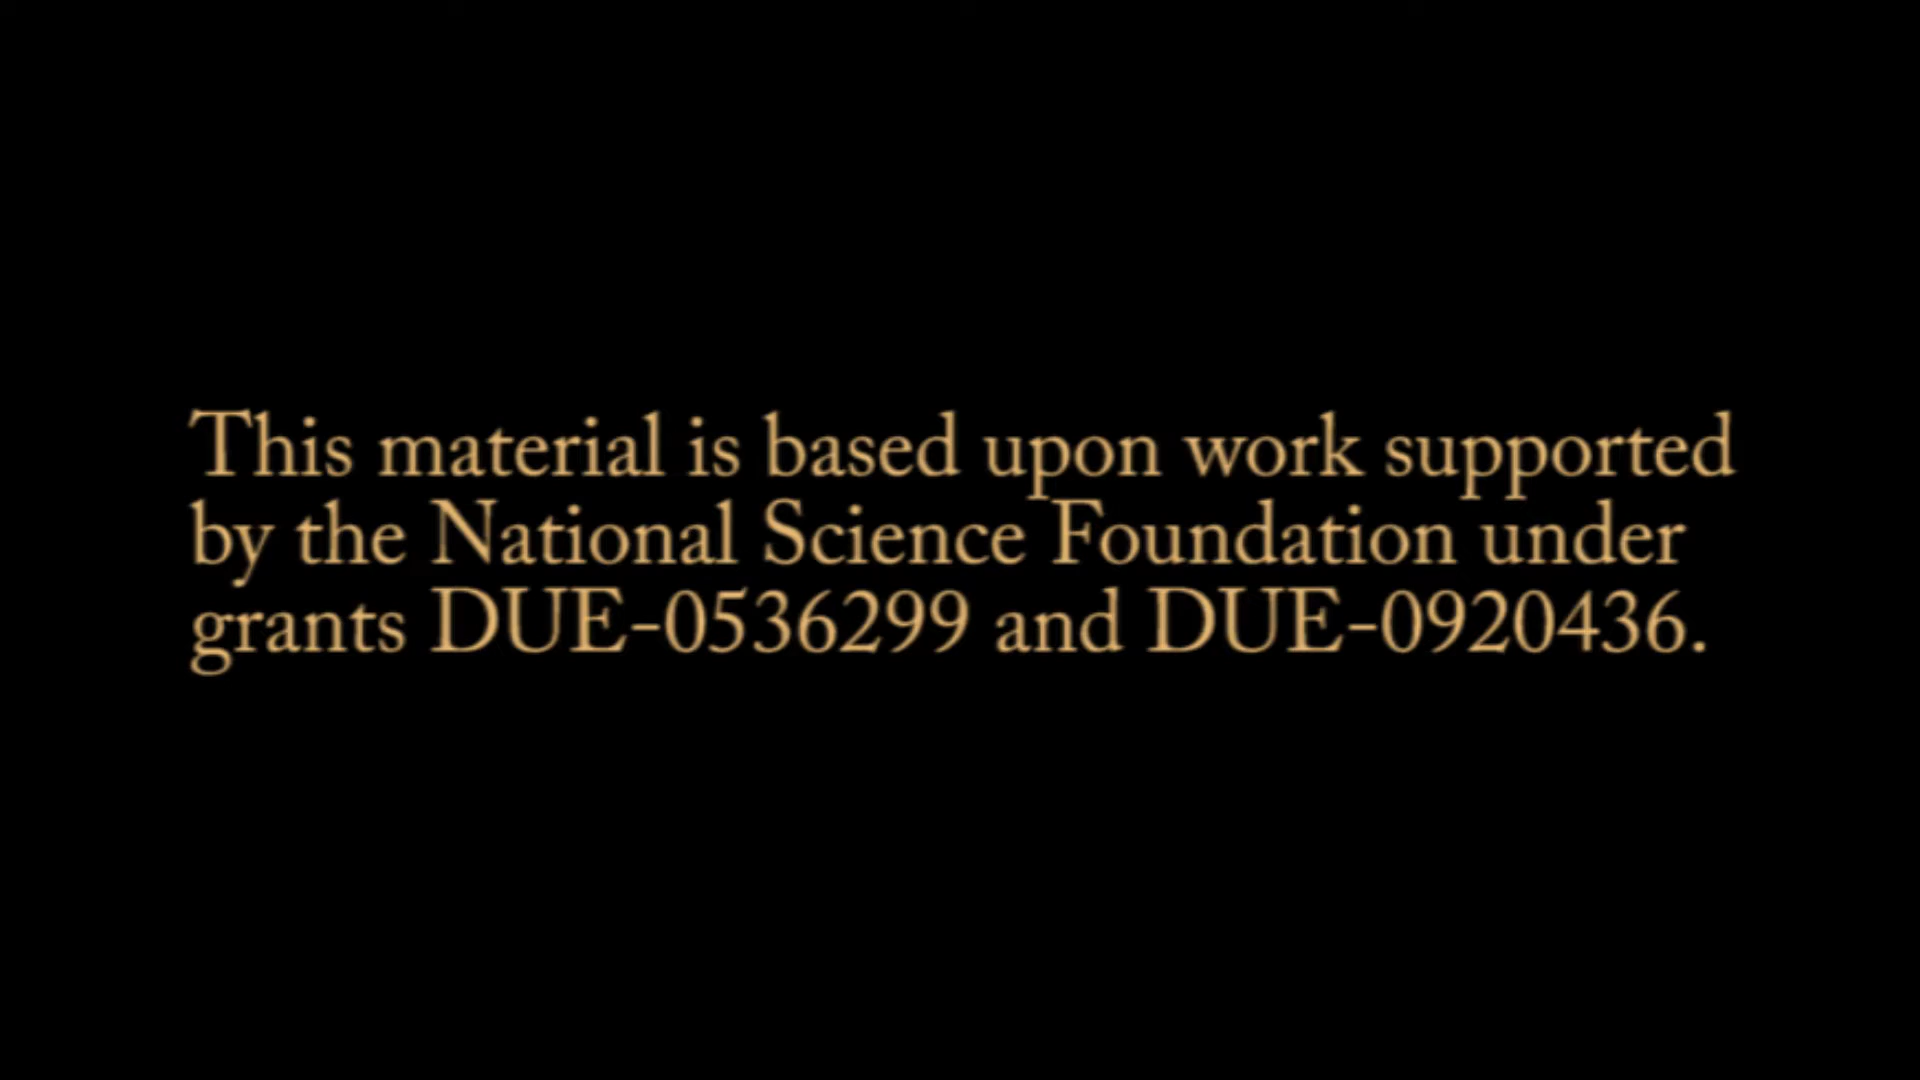 This material is based upon work supported
by the National Science Foundation under
grants DUE-0536299 and DUE-0920436.